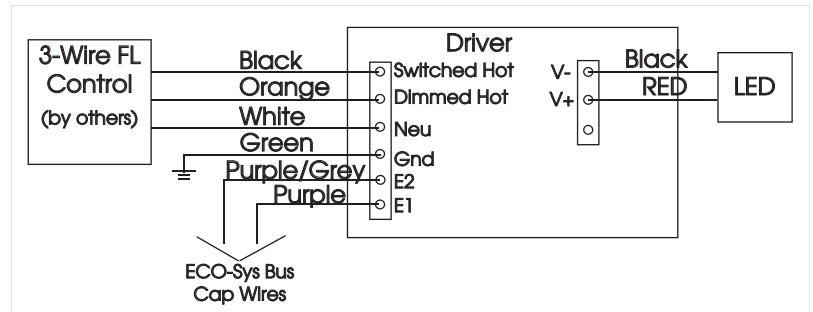 3-Wire FL
Control
(by others)
Black
Orange
White
Green
Purple/Grey
Purple
ECO-Sys Bus
Cap Wires
Driver
Switched Hot
Dimmed Hot
Neu
Gnd
E2
E1
V-
V+
Black
RED
LED